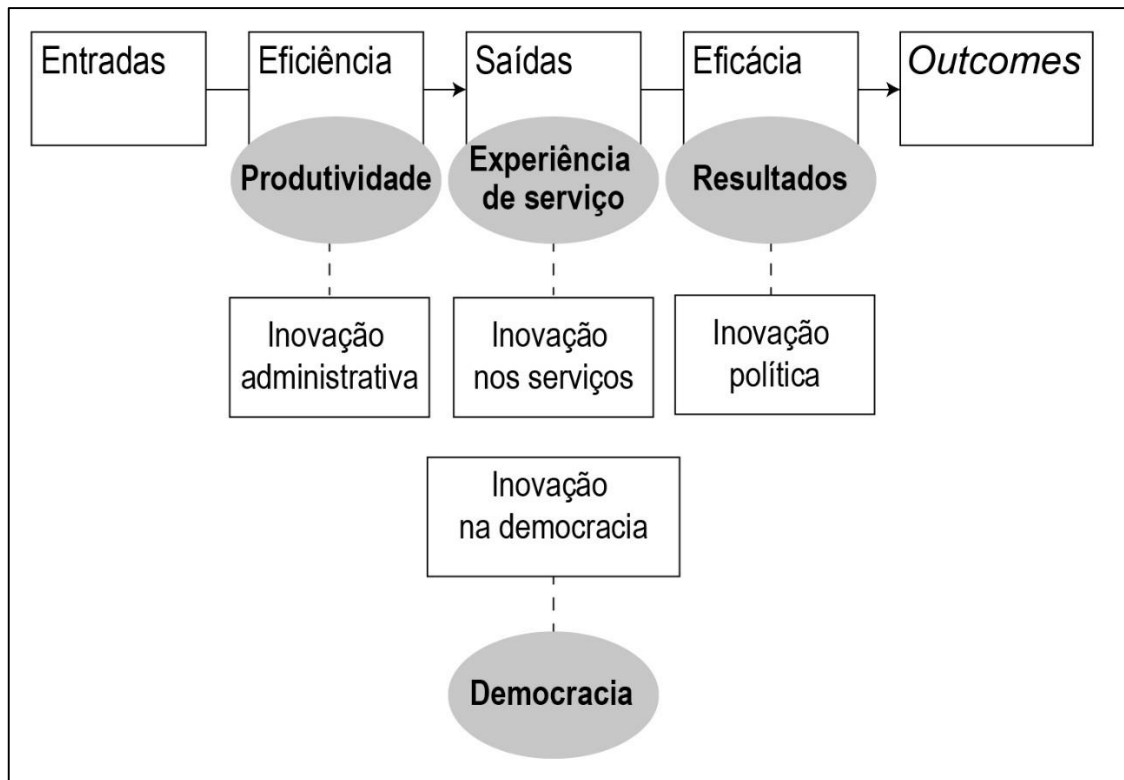 Entradas
Eficiência
Saídas
Eficácia
Outcomes
Produtividade
Experiência
de serviço
Resultados
Inovação
administrativa
Inovação
nos serviços
Inovação
política
Inovação
na democracia
Democracia